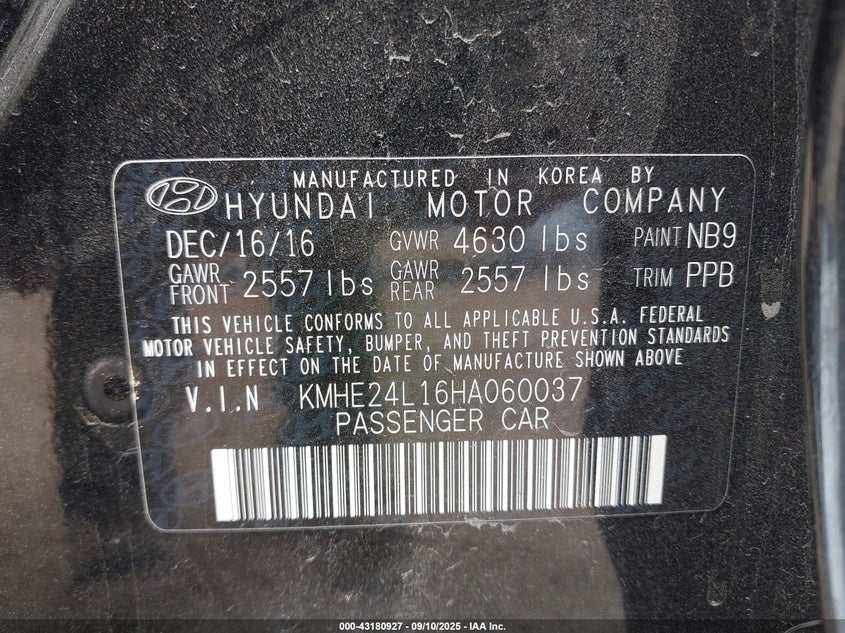 MANUFACTURED IN KOREA BY
HYUNDAI MOTOR COMPANY
DEC/16/16 GVWR 4630 lbs PAINT NB9
GAWR FRONT 2557 lbs GAWR REAR 2557 lbs TRIM PPB
THIS VEHICLE CONFORMS TO ALL APPLICABLE U.S.A. FEDERAL
MOTOR VEHICLE SAFETY, BUMPER, AND THEFT PREVENTION STANDARDS
IN EFFECT ON THE DATE OF MANUFACTURE SHOWN ABOVE
V.I.N KMHE24L16HA060037
PASSENGER CAR
000-43180927 - 09/10/2025 - IAA Inc.